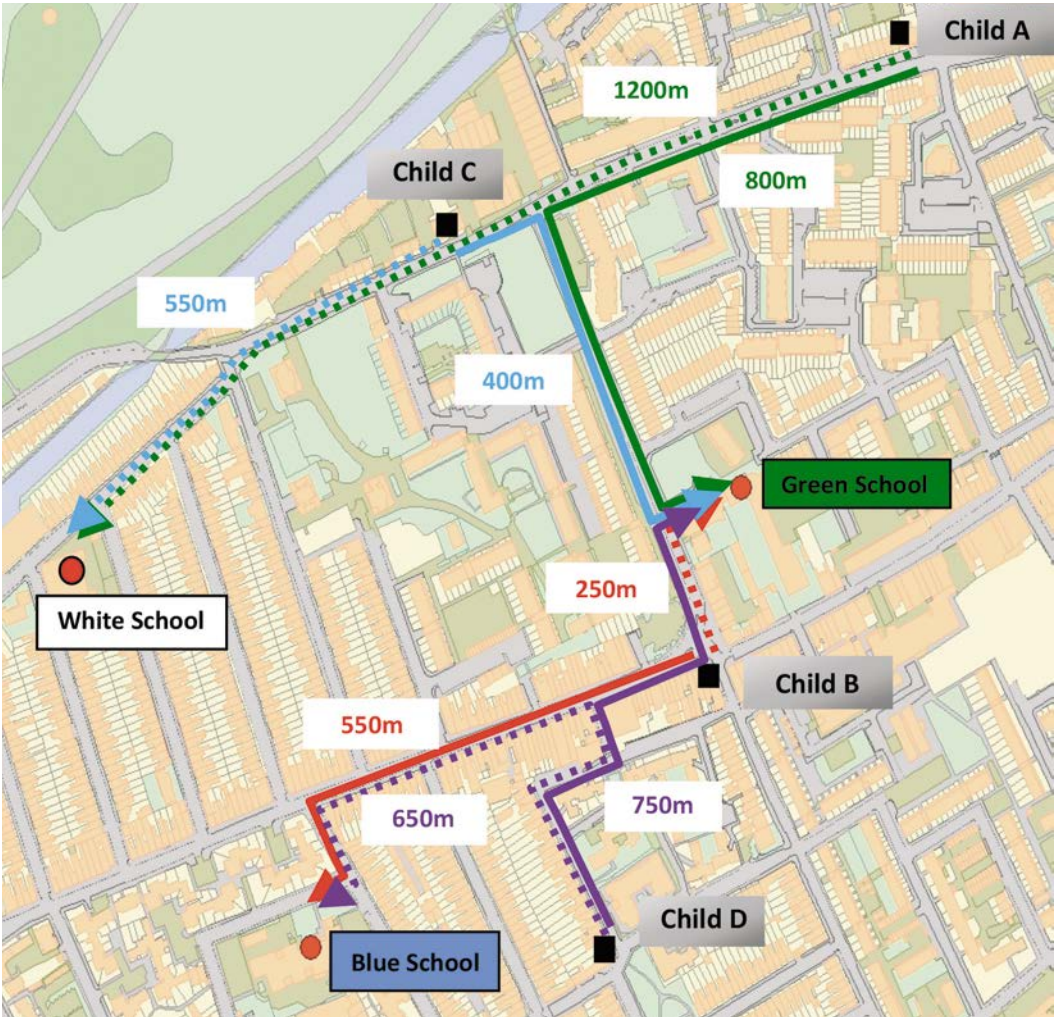 Child A
1200m
Child C
800m
550m
400m
Green School
250m
White School
Child B
550m
650m
750m
Child D
Blue School